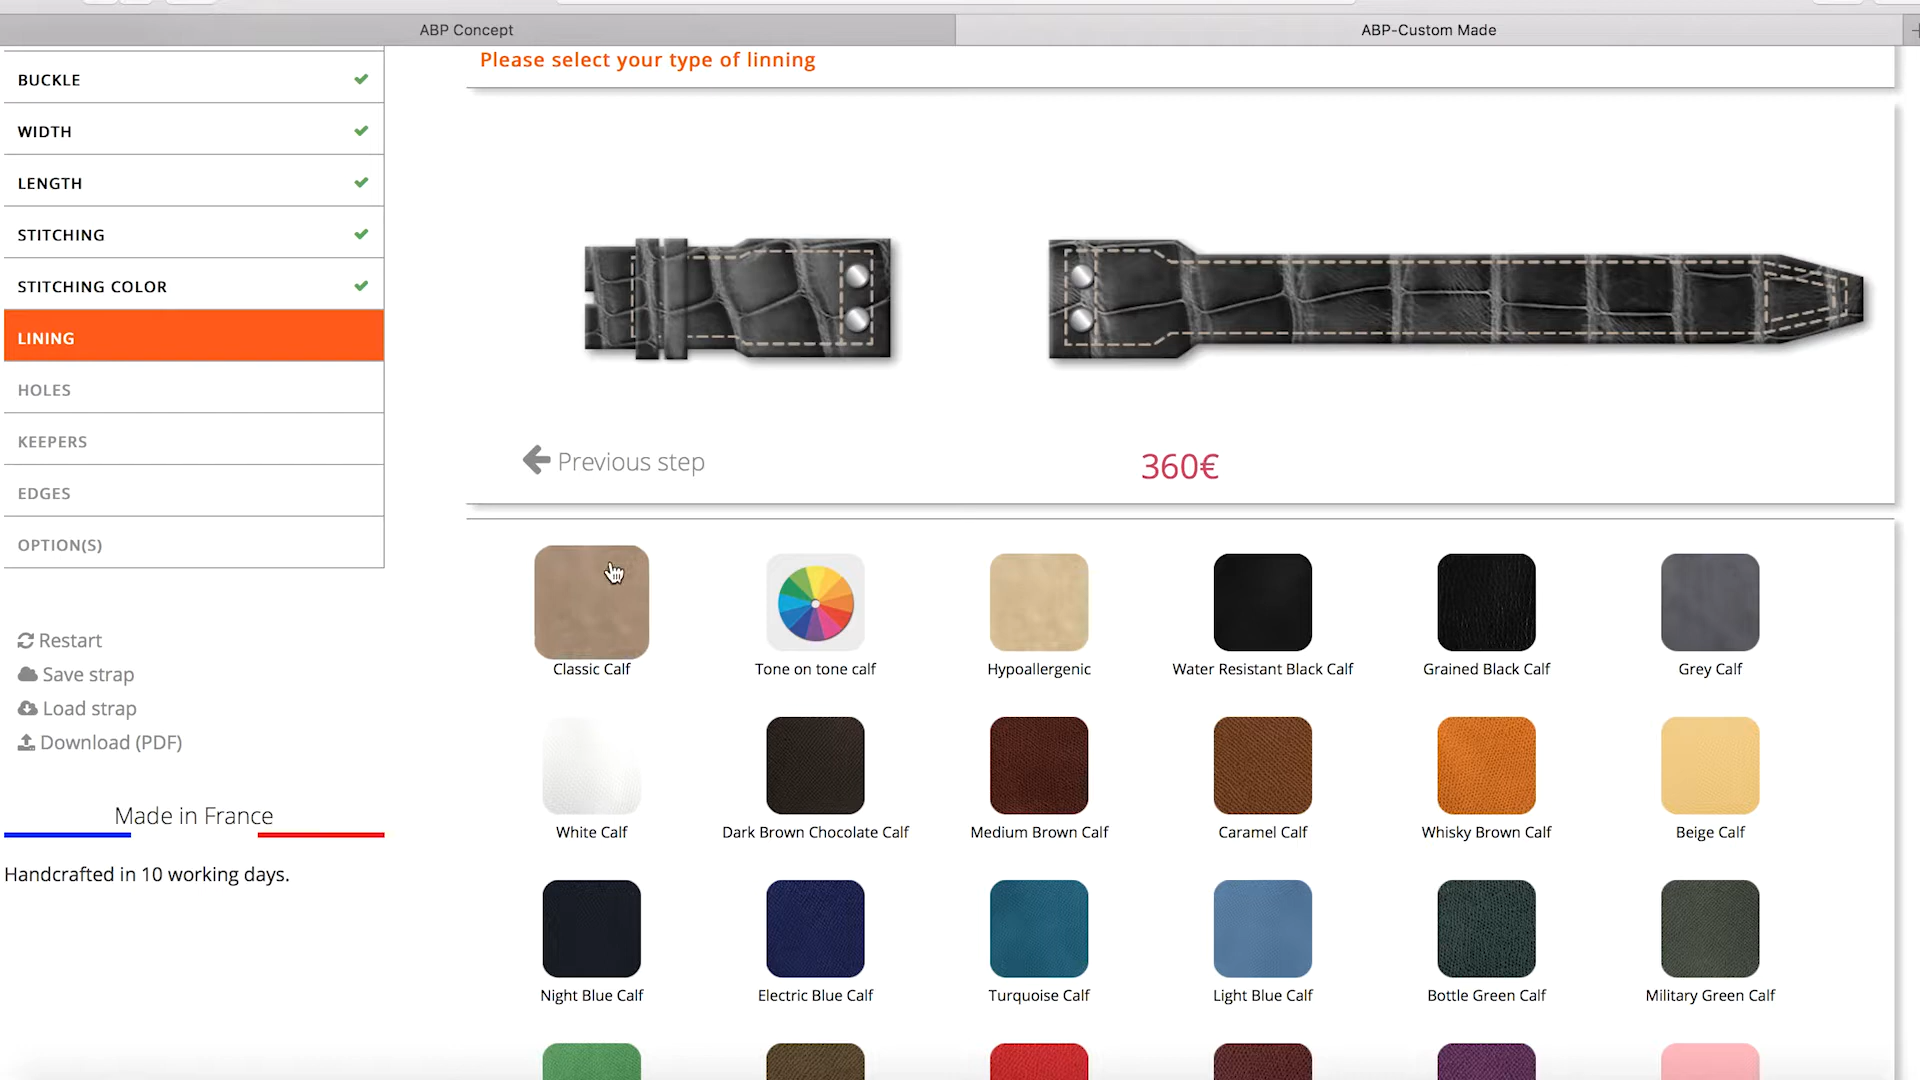 ABP Concept
ABP-Custom Made
Please select your type of linning
BUCKLE
WIDTH
LENGTH
STITCHING
STITCHING COLOR
LINING
HOLES
KEEPERS
EDGES
OPTION(S)
Previous step
360€
Classic Calf
Tone on tone calf
Hypoallergenic
Water Resistant Black Calf
Grained Black Calf
Grey Calf
White Calf
Dark Brown Chocolate Calf
Medium Brown Calf
Caramel Calf
Whisky Brown Calf
Beige Calf
Night Blue Calf
Electric Blue Calf
Turquoise Calf
Light Blue Calf
Bottle Green Calf
Military Green Calf
Restart
Save strap
Load strap
Download (PDF)
Made in France
Handcrafted in 10 working days.